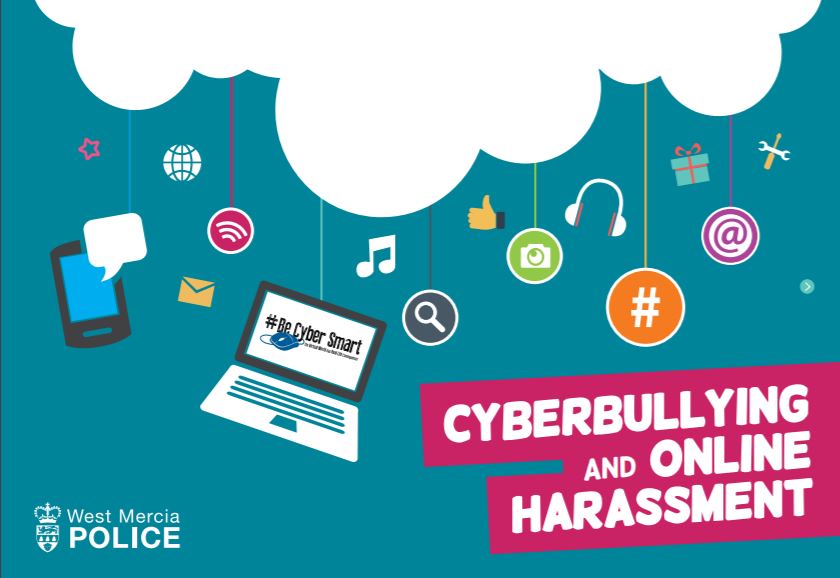 #Be Cyber Smart
@
#
CYBERBULLYING
AND ONLINE
HARASSMENT
West Mercia
POLICE